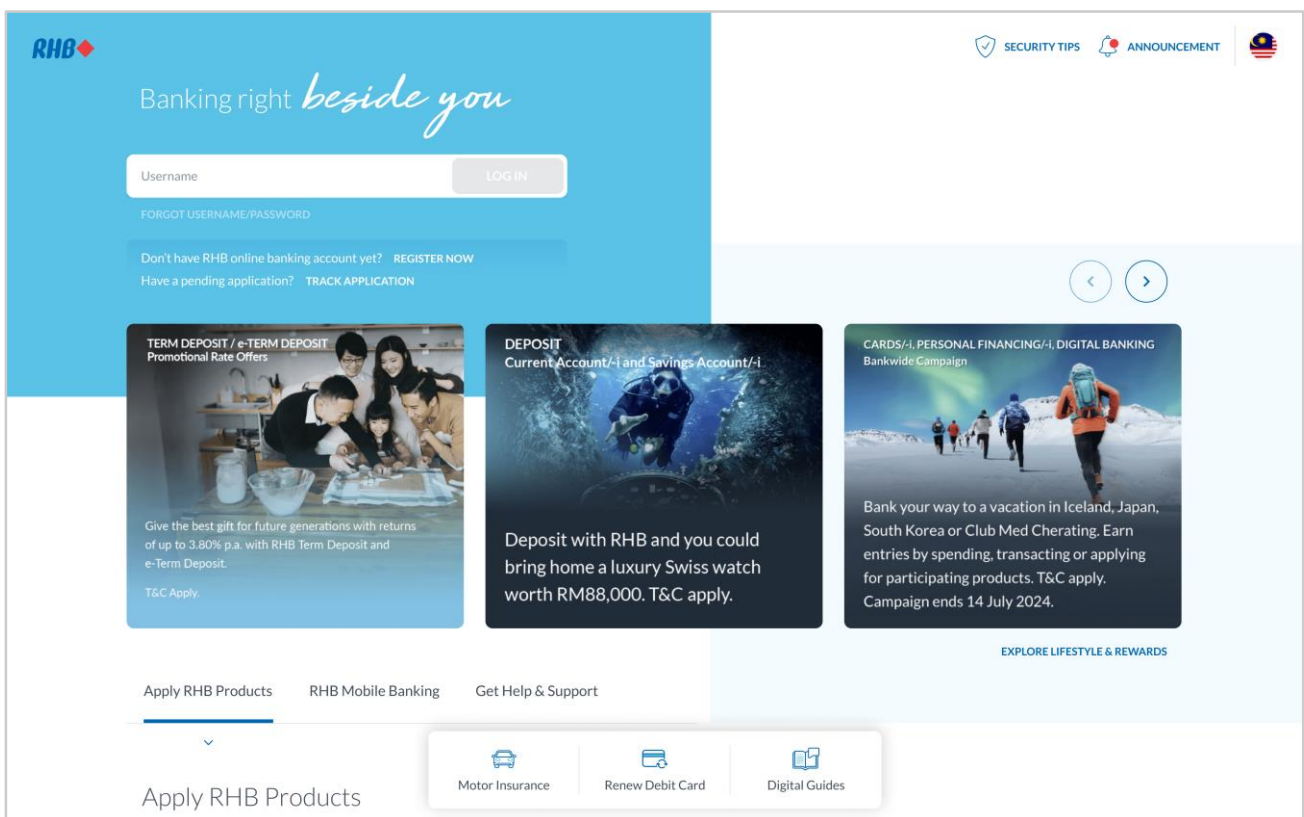 RHB
SECURITY TIPS
ANNOUNCEMENT
Banking right beside you
Username
LOG IN
FORGOT USERNAME/PASSWORD
Don't have RHB online banking account yet? REGISTER NOW
Have a pending application? TRACK APPLICATION
TERM DEPOSIT / e-TERM DEPOSIT
Promotional Rate Offers
Give the best gift for future generations with returns
of up to 3.80% p.a. with RHB Term Deposit and
e-Term Deposit.
T&C Apply.
DEPOSIT
Current Account/-i and Savings Account/-i
Deposit with RHB and you could
bring home a luxury Swiss watch
worth RM88,000. T&C apply.
CARDS/-i, PERSONAL FINANCING/-i, DIGITAL BANKING
Bankwide Campaign
Bank your way to a vacation in Iceland, Japan,
South Korea or Club Med Cherating. Earn
entries by spending, transacting or applying
for participating products. T&C apply.
Campaign ends 14 July 2024.
EXPLORE LIFESTYLE & REWARDS
Apply RHB Products
RHB Mobile Banking
Get Help & Support
Motor Insurance
Renew Debit Card
Digital Guides
Apply RHB Products